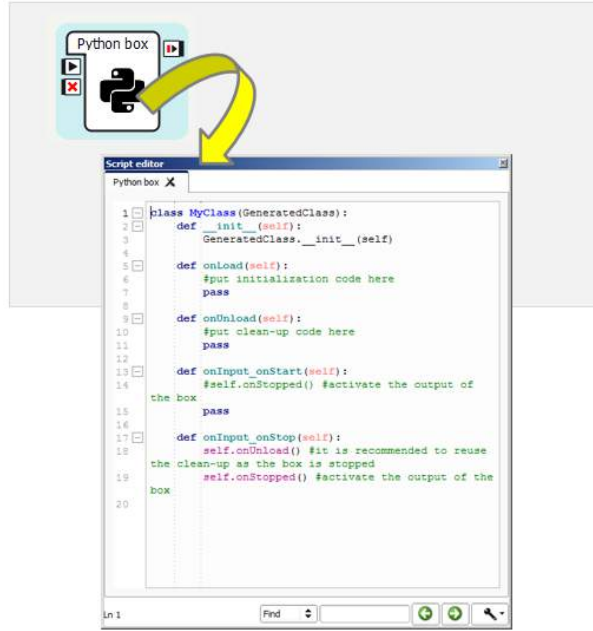 Python box
Script editor
Python box
1 class MyClass(GeneratedClass):
2 def __init__(self):
3 GeneratedClass.__init__(self)
4
5 def onLoad(self):
6 #put initialization code here
7 pass
8
9 def onUnload(self):
10 #put clean-up code here
11 pass
12
13 def onInput_onStart(self):
14 #self.onStopped() #activate the output of
the box
15 pass
16
17 def onInput_onStop(self):
18 self.onUnload() #it is recommended to reuse
the clean-up as the box is stopped
19 self.onStopped() #activate the output of the
box
20
Ln 1 Find